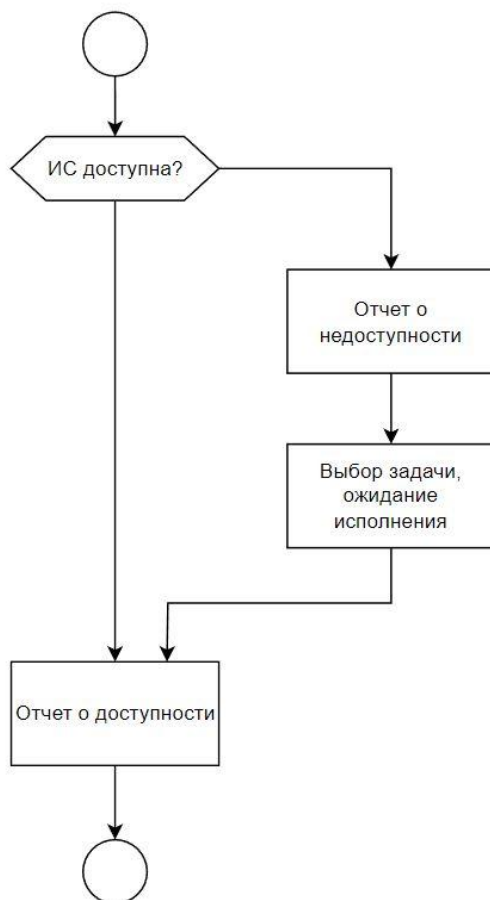 ИС доступна?
Отчет о
недоступности
Выбор задачи,
ожидание
исполнения
Отчет о доступности